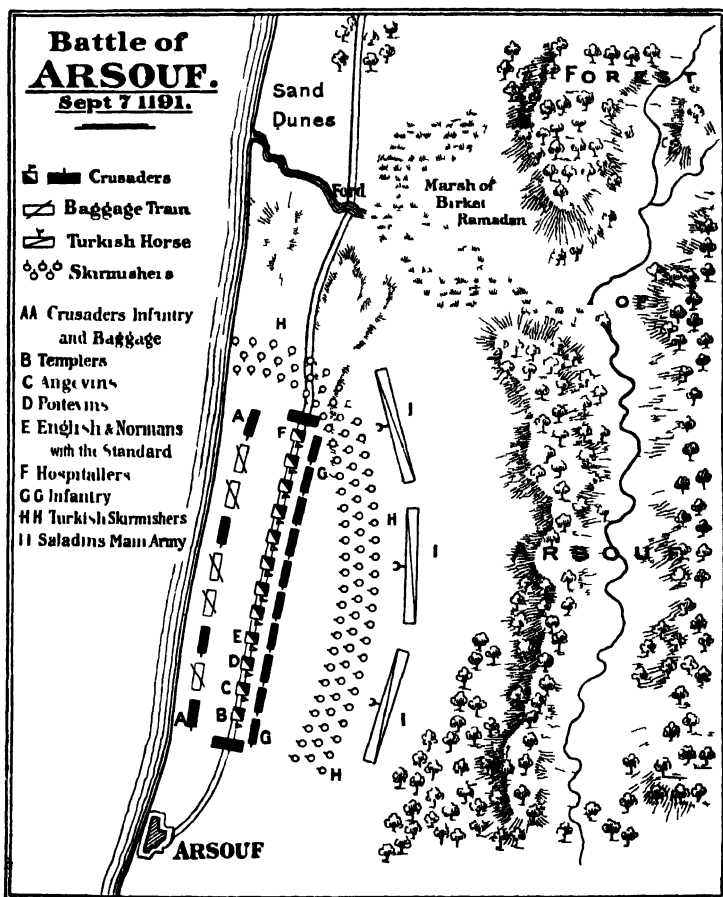 Battle of
ARSOUF.
Sept 7 1191.
Crusaders
Baggage Train
Turkish Horse
Skirmishers
AA Crusaders Infantry
and Baggage
B Templers
C Angevins
D Poitevins
E English & Normans
with the Standard
F Hospitallers
GG Infantry
HH Turkish Skirmishers
II Saladins Main Army
Sand
Dunes
Ford
Marsh of
Birket
Ramadan
FOREST
OF
ARSOUF
H
A
F
G
I
H
I
E
D
C
B
A
G
I
H
ARSOUF